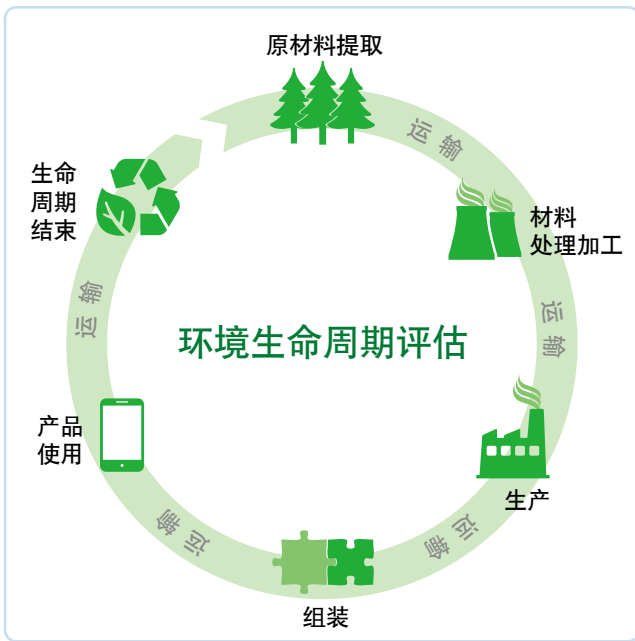 原材料提取
运输
材料
处理加工
运输
生产
运输
组装
运输
产品
使用
运输
生命
周期
结束
环境生命周期评估